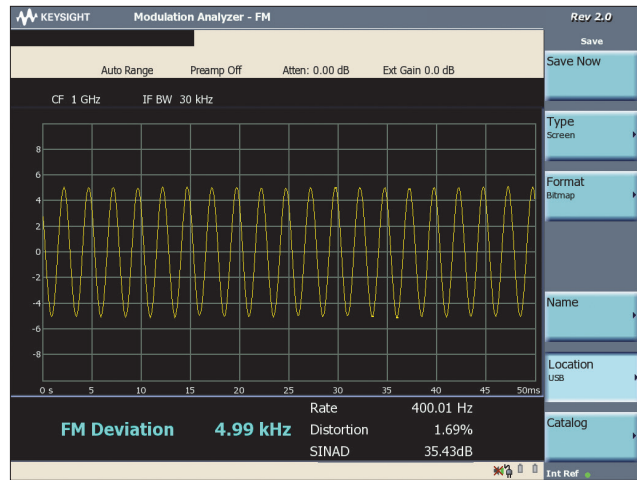 KEYSIGHT Modulation Analyzer - FM Rev 2.0
Save
Auto Range Preamp Off Atten: 0.00 dB Ext Gain 0.0 dB
CF 1 GHz IF BW 30 kHz
8
6
4
2
0
-2
-4
-6
-8
0 s 5 10 15 20 25 30 35 40 45 50ms
FM Deviation 4.99 kHz
Rate 400.01 Hz
Distortion 1.69%
SINAD 35.43dB
Save Now
Type
Screen
Format
Bitmap
Name
Location
USB
Catalog
Int Ref